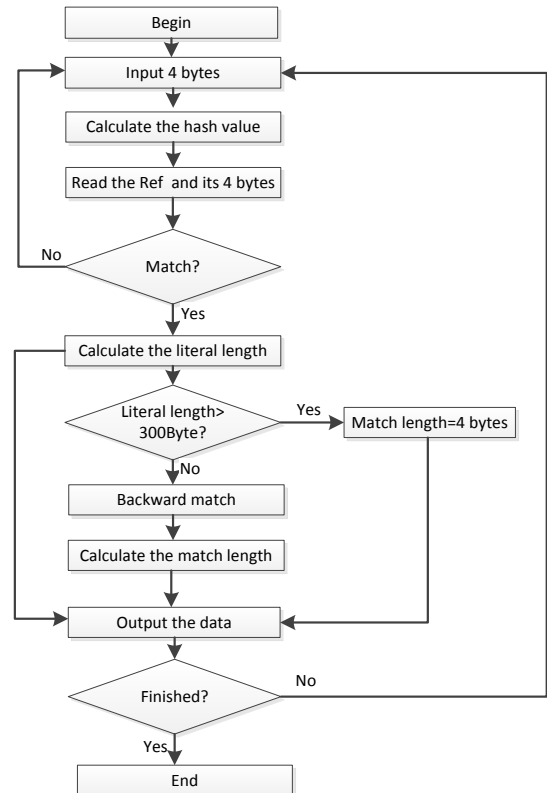 Begin
Input 4 bytes
Calculate the hash value
Read the Ref and its 4 bytes
No
Match?
Yes
Calculate the literal length
Literal length>
300Byte?
Yes
Match length=4 bytes
No
Backward match
Calculate the match length
Output the data
Finished?
No
Yes
End